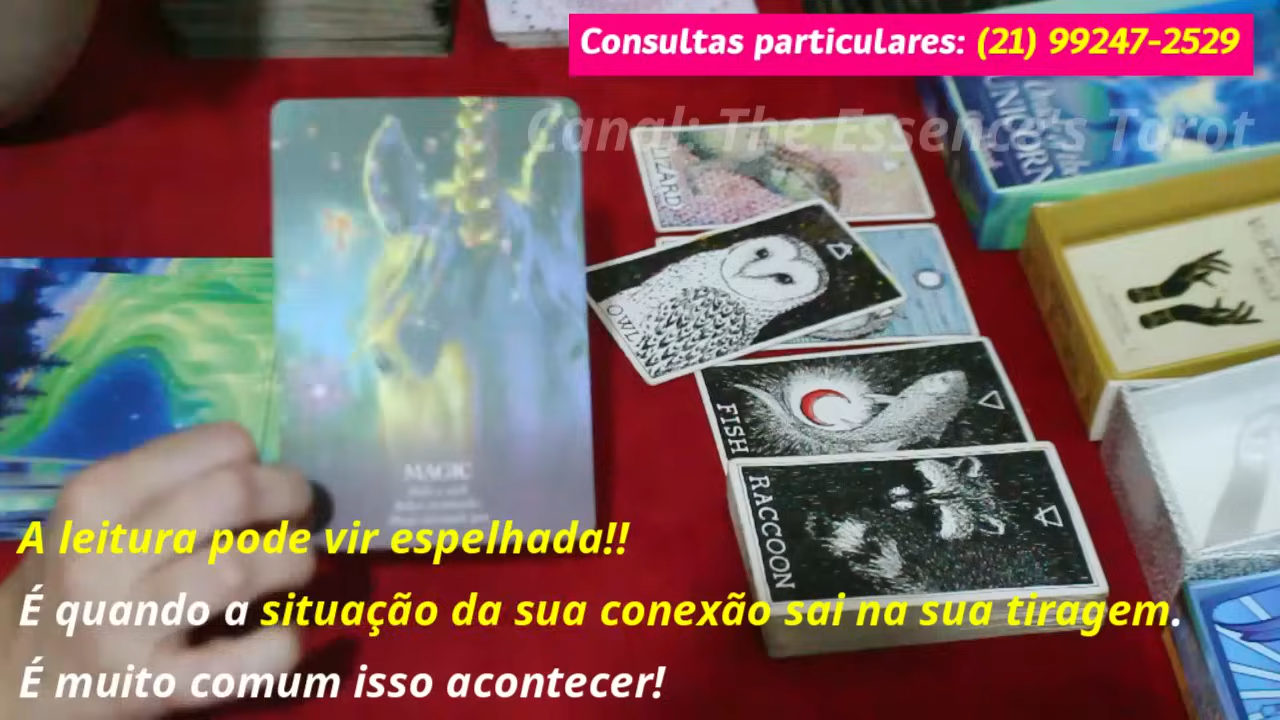 Consultas particulares: (21) 99247-2529
Canal: The Essence's Tarot
LIZARD
UNICORN
OWL
FISH
MAGIC
RACCOON
A leitura pode vir espelhada!!
É quando a situação da sua conexão sai na sua tiragem.
É muito comum isso acontecer!